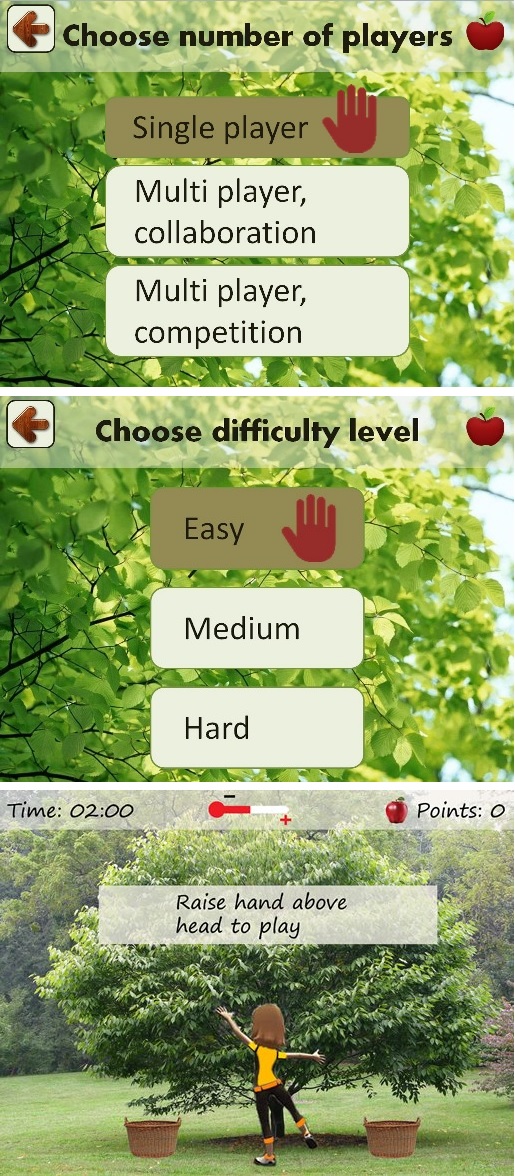 Choose number of players
Single player
Multi player,
collaboration
Multi player,
competition
Choose difficulty level
Easy
Medium
Hard
Time: 02:00
−
+
Points: 0
Raise hand above
head to play